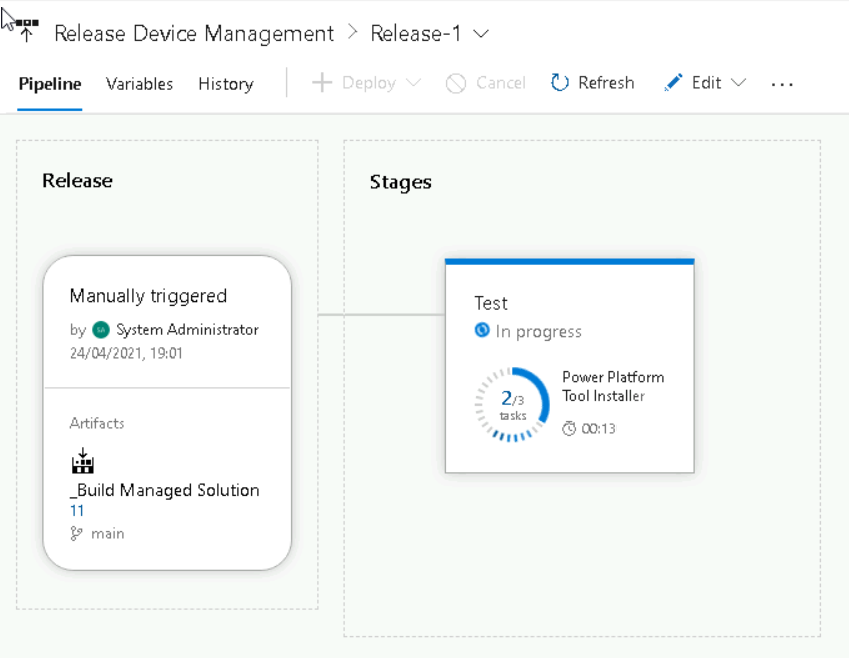 Release Device Management > Release-1
Pipeline Variables History Deploy Cancel Refresh Edit ...
Release
Manually triggered
by SA System Administrator
24/04/2021, 19:01
Artifacts
_Build Managed Solution
11
main
Stages
Test
In progress
2/3
tasks
Power Platform
Tool Installer
00:13